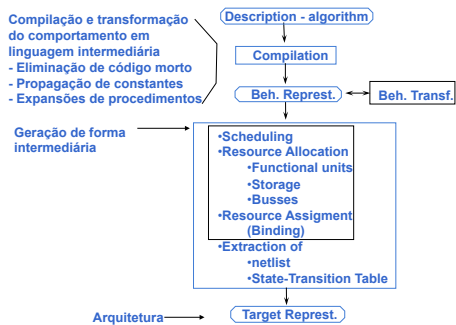 Compilação e transformação
do comportamento em
linguagem intermediária
- Eliminação de código morto
- Propagação de constantes
- Expansões de procedimentos
Description - algorithm
Compilation
Beh. Represt.
Beh. Transf.
Geração de forma
intermediária
•Scheduling
•Resource Allocation
•Functional units
•Storage
•Busses
•Resource Assigment
(Binding)
•Extraction of
•netlist
•State-Transition Table
Arquitetura
Target Represt.